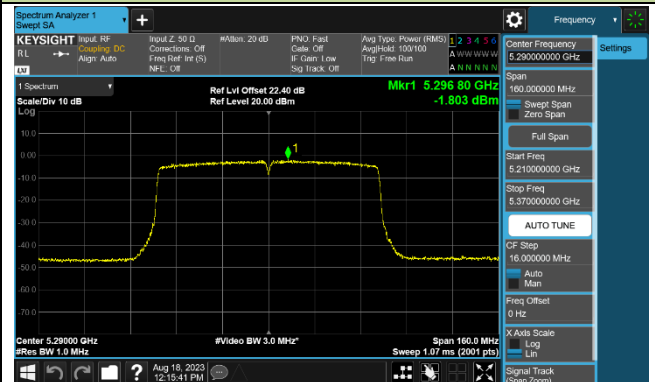 Spectrum Analyzer 1
Swept SA
Frequency
KEYSIGHT
RL
LXI
Input: RF
Coupling: DC
Align: Auto
Input Z: 50 Ω
Corrections: Off
Freq Ref: Int (S)
NFE: Off
#Atten: 20 dB
PNO: Fast
Gate: Off
IF Gain: Low
Sig Track: Off
Avg Type: Power (RMS)
Avg|Hold: 100/100
Trig: Free Run
1 2 3 4 5 6
A W W W W W
A N N N N N
1 Spectrum
Scale/Div 10 dB
Log
Ref Lvl Offset 22.40 dB
Ref Level 20.00 dBm
Mkr1 5.296 80 GHz
-1.803 dBm
1
10.0
0.00
-10.0
-20.0
-30.0
-40.0
-50.0
-60.0
-70.0
Center 5.29000 GHz
#Res BW 1.0 MHz
#Video BW 3.0 MHz*
Span 160.0 MHz
Sweep 1.07 ms (2001 pts)
Aug 18, 2023
12:15:41 PM
Center Frequency
5.290000000 GHz
Span
160.000000 MHz
Swept Span
Zero Span
Full Span
Start Freq
5.210000000 GHz
Stop Freq
5.370000000 GHz
AUTO TUNE
CF Step
16.000000 MHz
Auto
Man
Freq Offset
0 Hz
X Axis Scale
Log
Lin
Signal Track
(Span Zoom)
Settings